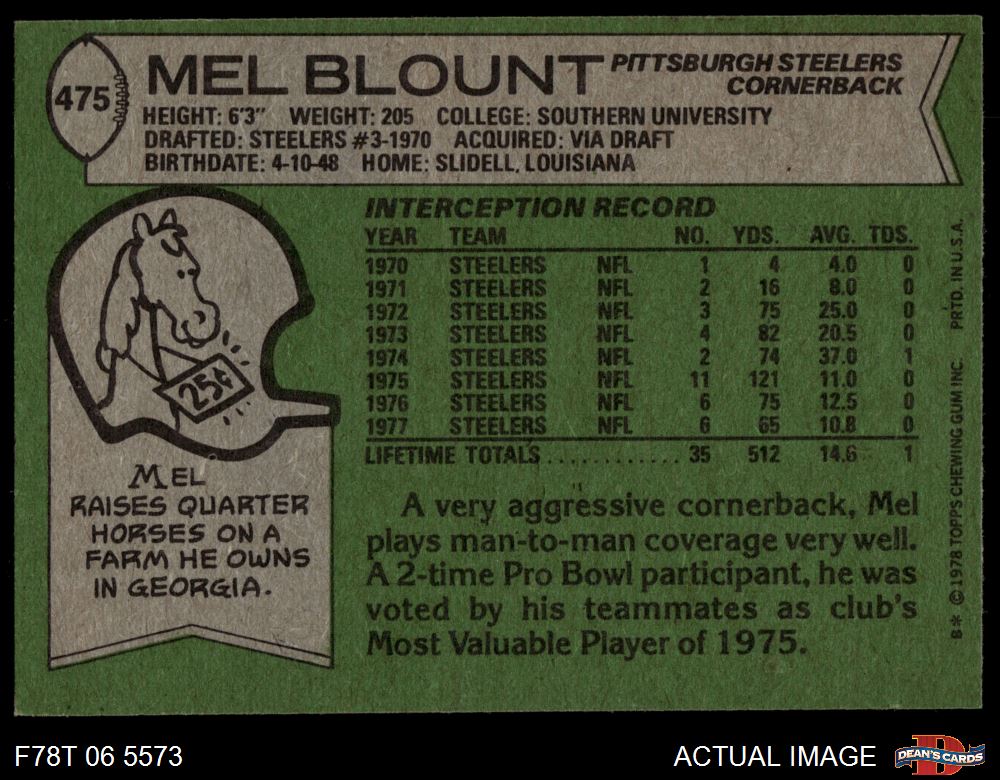 475
MEL BLOUNT
PITTSBURGH STEELERS
CORNERBACK
HEIGHT: 6'3" WEIGHT: 205 COLLEGE: SOUTHERN UNIVERSITY
DRAFTED: STEELERS #3-1970 ACQUIRED: VIA DRAFT
BIRTHDATE: 4-10-48 HOME: SLIDELL, LOUISIANA
25¢
MEL
RAISES QUARTER
HORSES ON A
FARM HE OWNS
IN GEORGIA.
INTERCEPTION RECORD
YEAR TEAM NO. YDS. AVG. TDS.
1970 STEELERS NFL 1 4 4.0 0
1971 STEELERS NFL 2 16 8.0 0
1972 STEELERS NFL 3 75 25.0 0
1973 STEELERS NFL 4 82 20.5 0
1974 STEELERS NFL 2 74 37.0 1
1975 STEELERS NFL 11 121 11.0 0
1976 STEELERS NFL 6 75 12.5 0
1977 STEELERS NFL 6 65 10.8 0
LIFETIME TOTALS............ 35 512 14.6 1
A very aggressive cornerback, Mel
plays man-to-man coverage very well.
A 2-time Pro Bowl participant, he was
voted by his teammates as club's
Most Valuable Player of 1975.
B* ©1978 TOPPS CHEWING GUM INC PRTD. IN U.S.A.
F78T 06 5573
ACTUAL IMAGE
DEAN'S CARDS